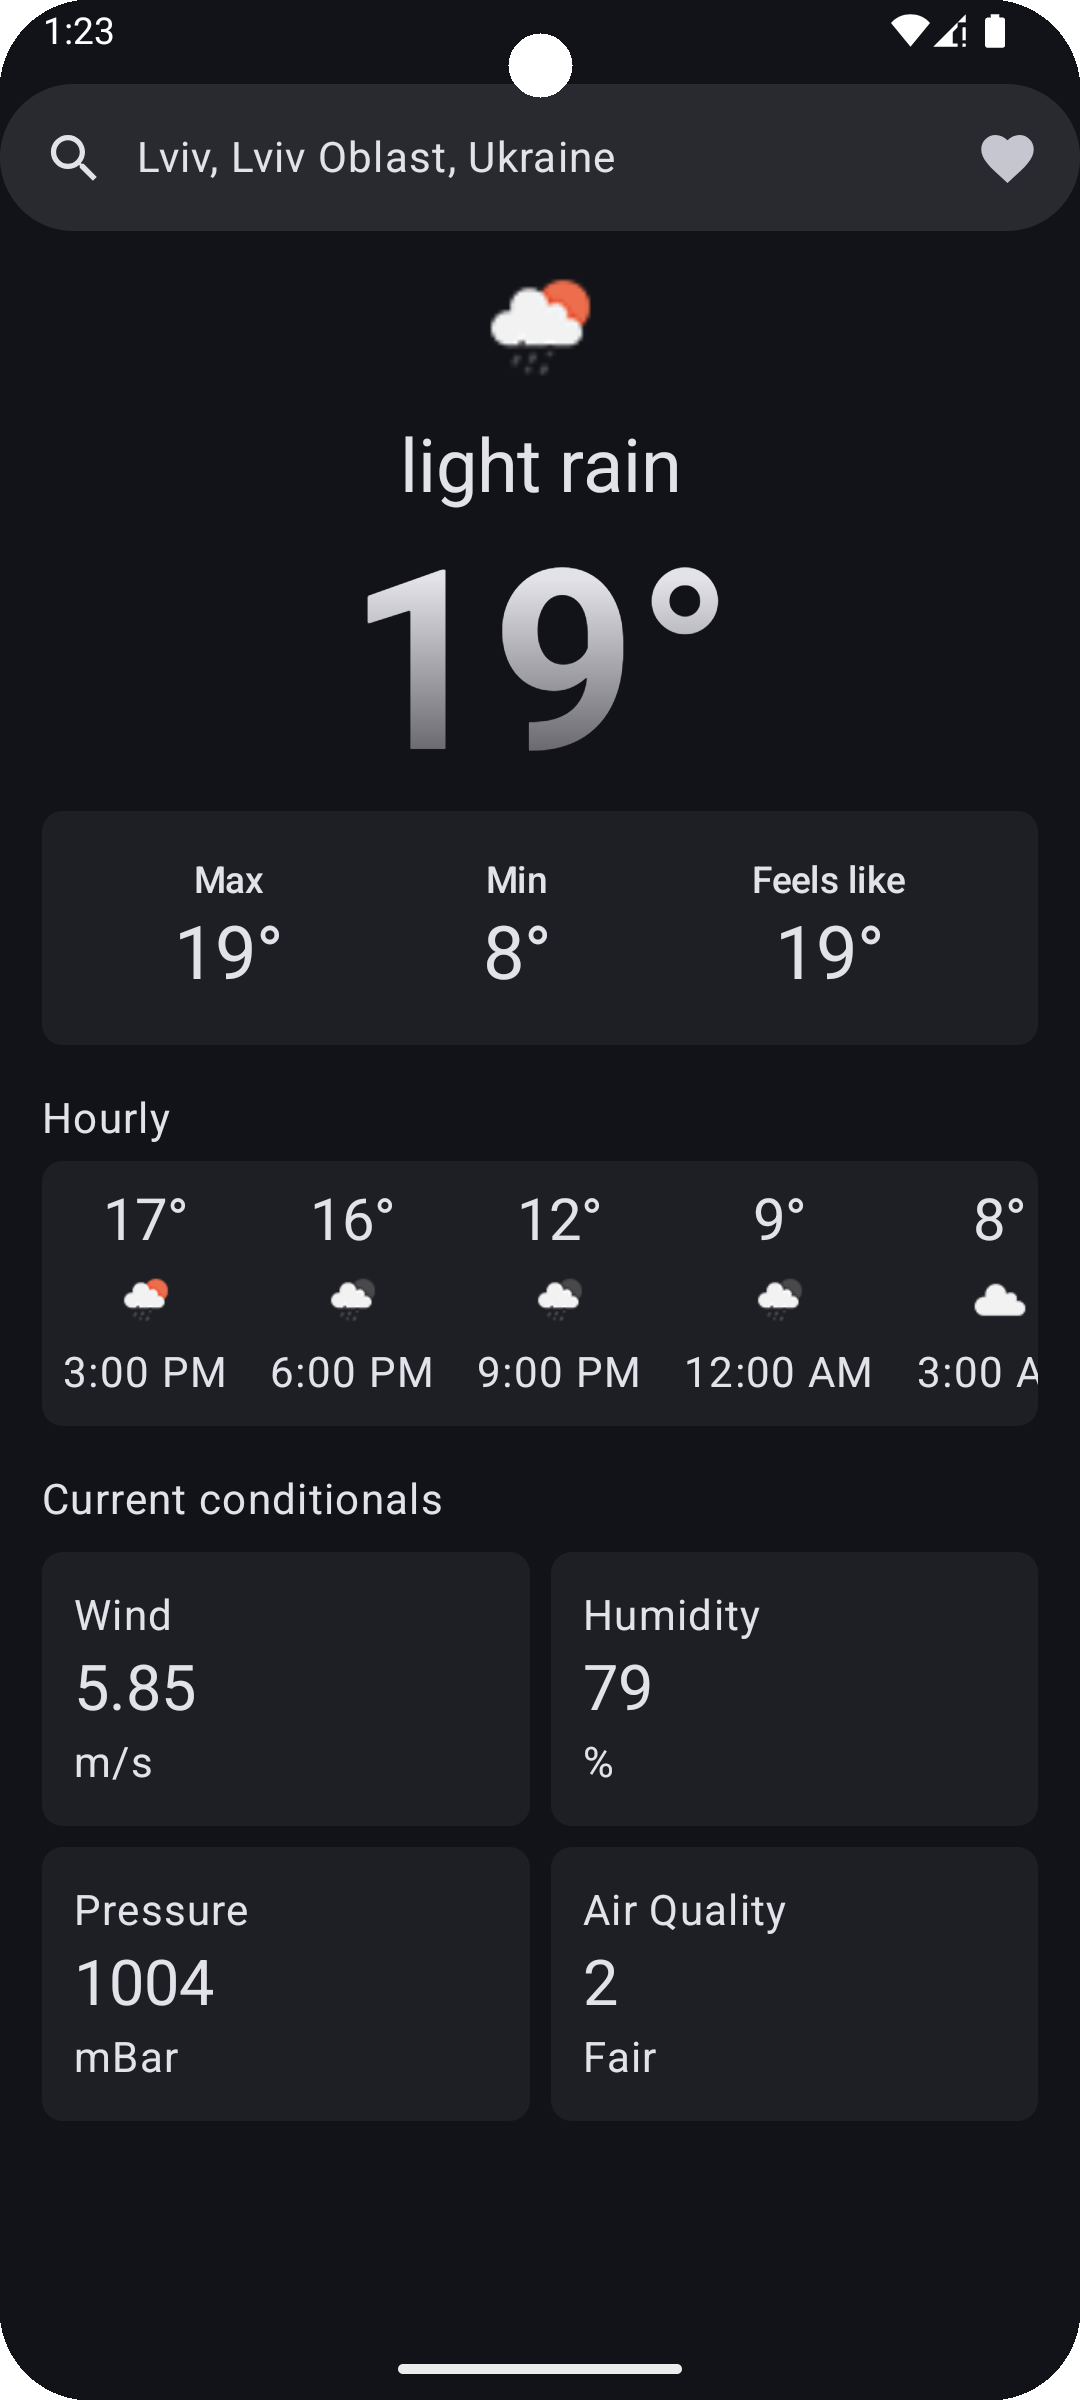 1:23
Lviv, Lviv Oblast, Ukraine
light rain
19°
Max Min Feels like
19° 8° 19°
Hourly
17° 16° 12° 9° 8°
3:00 PM 6:00 PM 9:00 PM 12:00 AM 3:00 A
Current conditionals
Wind
5.85
m/s
Humidity
79
%
Pressure
1004
mBar
Air Quality
2
Fair